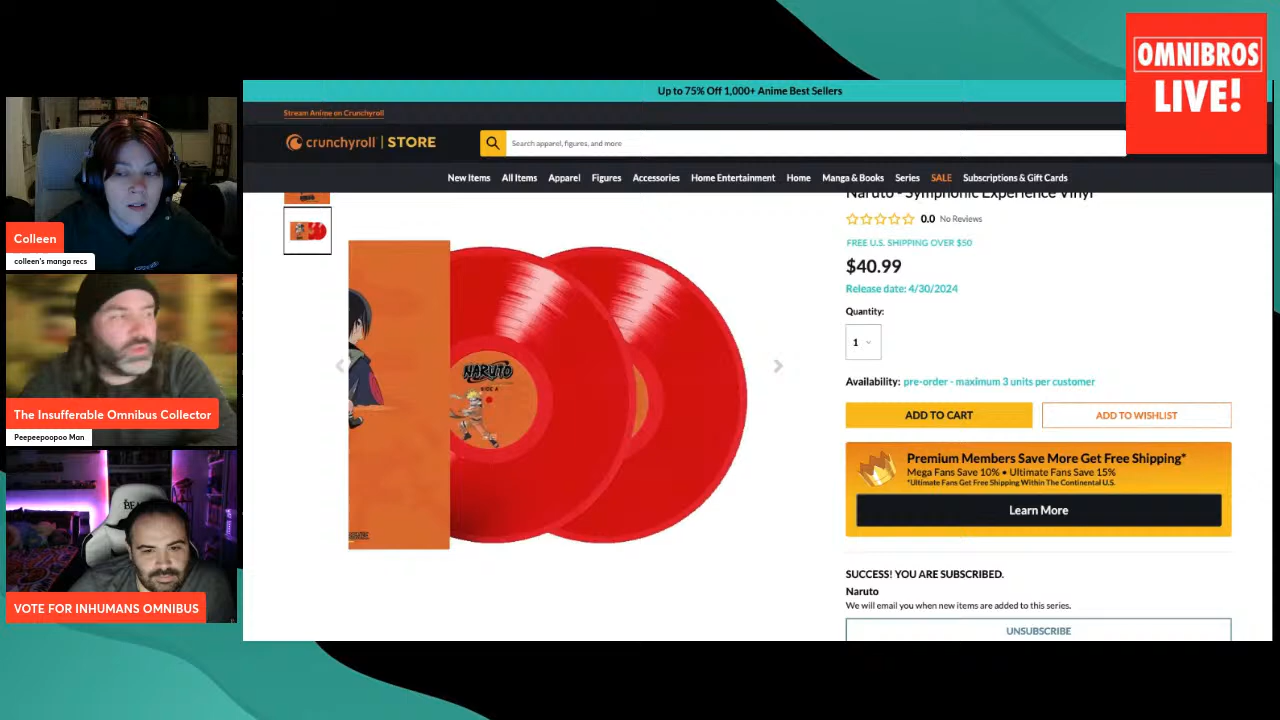 OMNIBROS
LIVE!
Up to 75% Off 1,000+ Anime Best Sellers
Stream Anime on Crunchyroll
crunchyroll | STORE
Search apparel, figures, and more
New Items All Items Apparel Figures Accessories Home Entertainment Home Manga & Books Series SALE Subscriptions & Gift Cards
Naruto - Symphonic Experience Vinyl
0.0 No Reviews
FREE U.S. SHIPPING OVER $50
$40.99
Release date: 4/30/2024
Quantity:
1
Availability: pre-order - maximum 3 units per customer
ADD TO CART
ADD TO WISHLIST
Premium Members Save More Get Free Shipping*
Mega Fans Save 10% • Ultimate Fans Save 15%
*Ultimate Fans Get Free Shipping Within The Continental U.S.
Learn More
SUCCESS! YOU ARE SUBSCRIBED.
Naruto
We will email you when new items are added to this series.
UNSUBSCRIBE
NARUTO
SIDE A
Colleen
colleen's manga recs
The Insufferable Omnibus Collector
Peepeepoopoo Man
VOTE FOR INHUMANS OMNIBUS